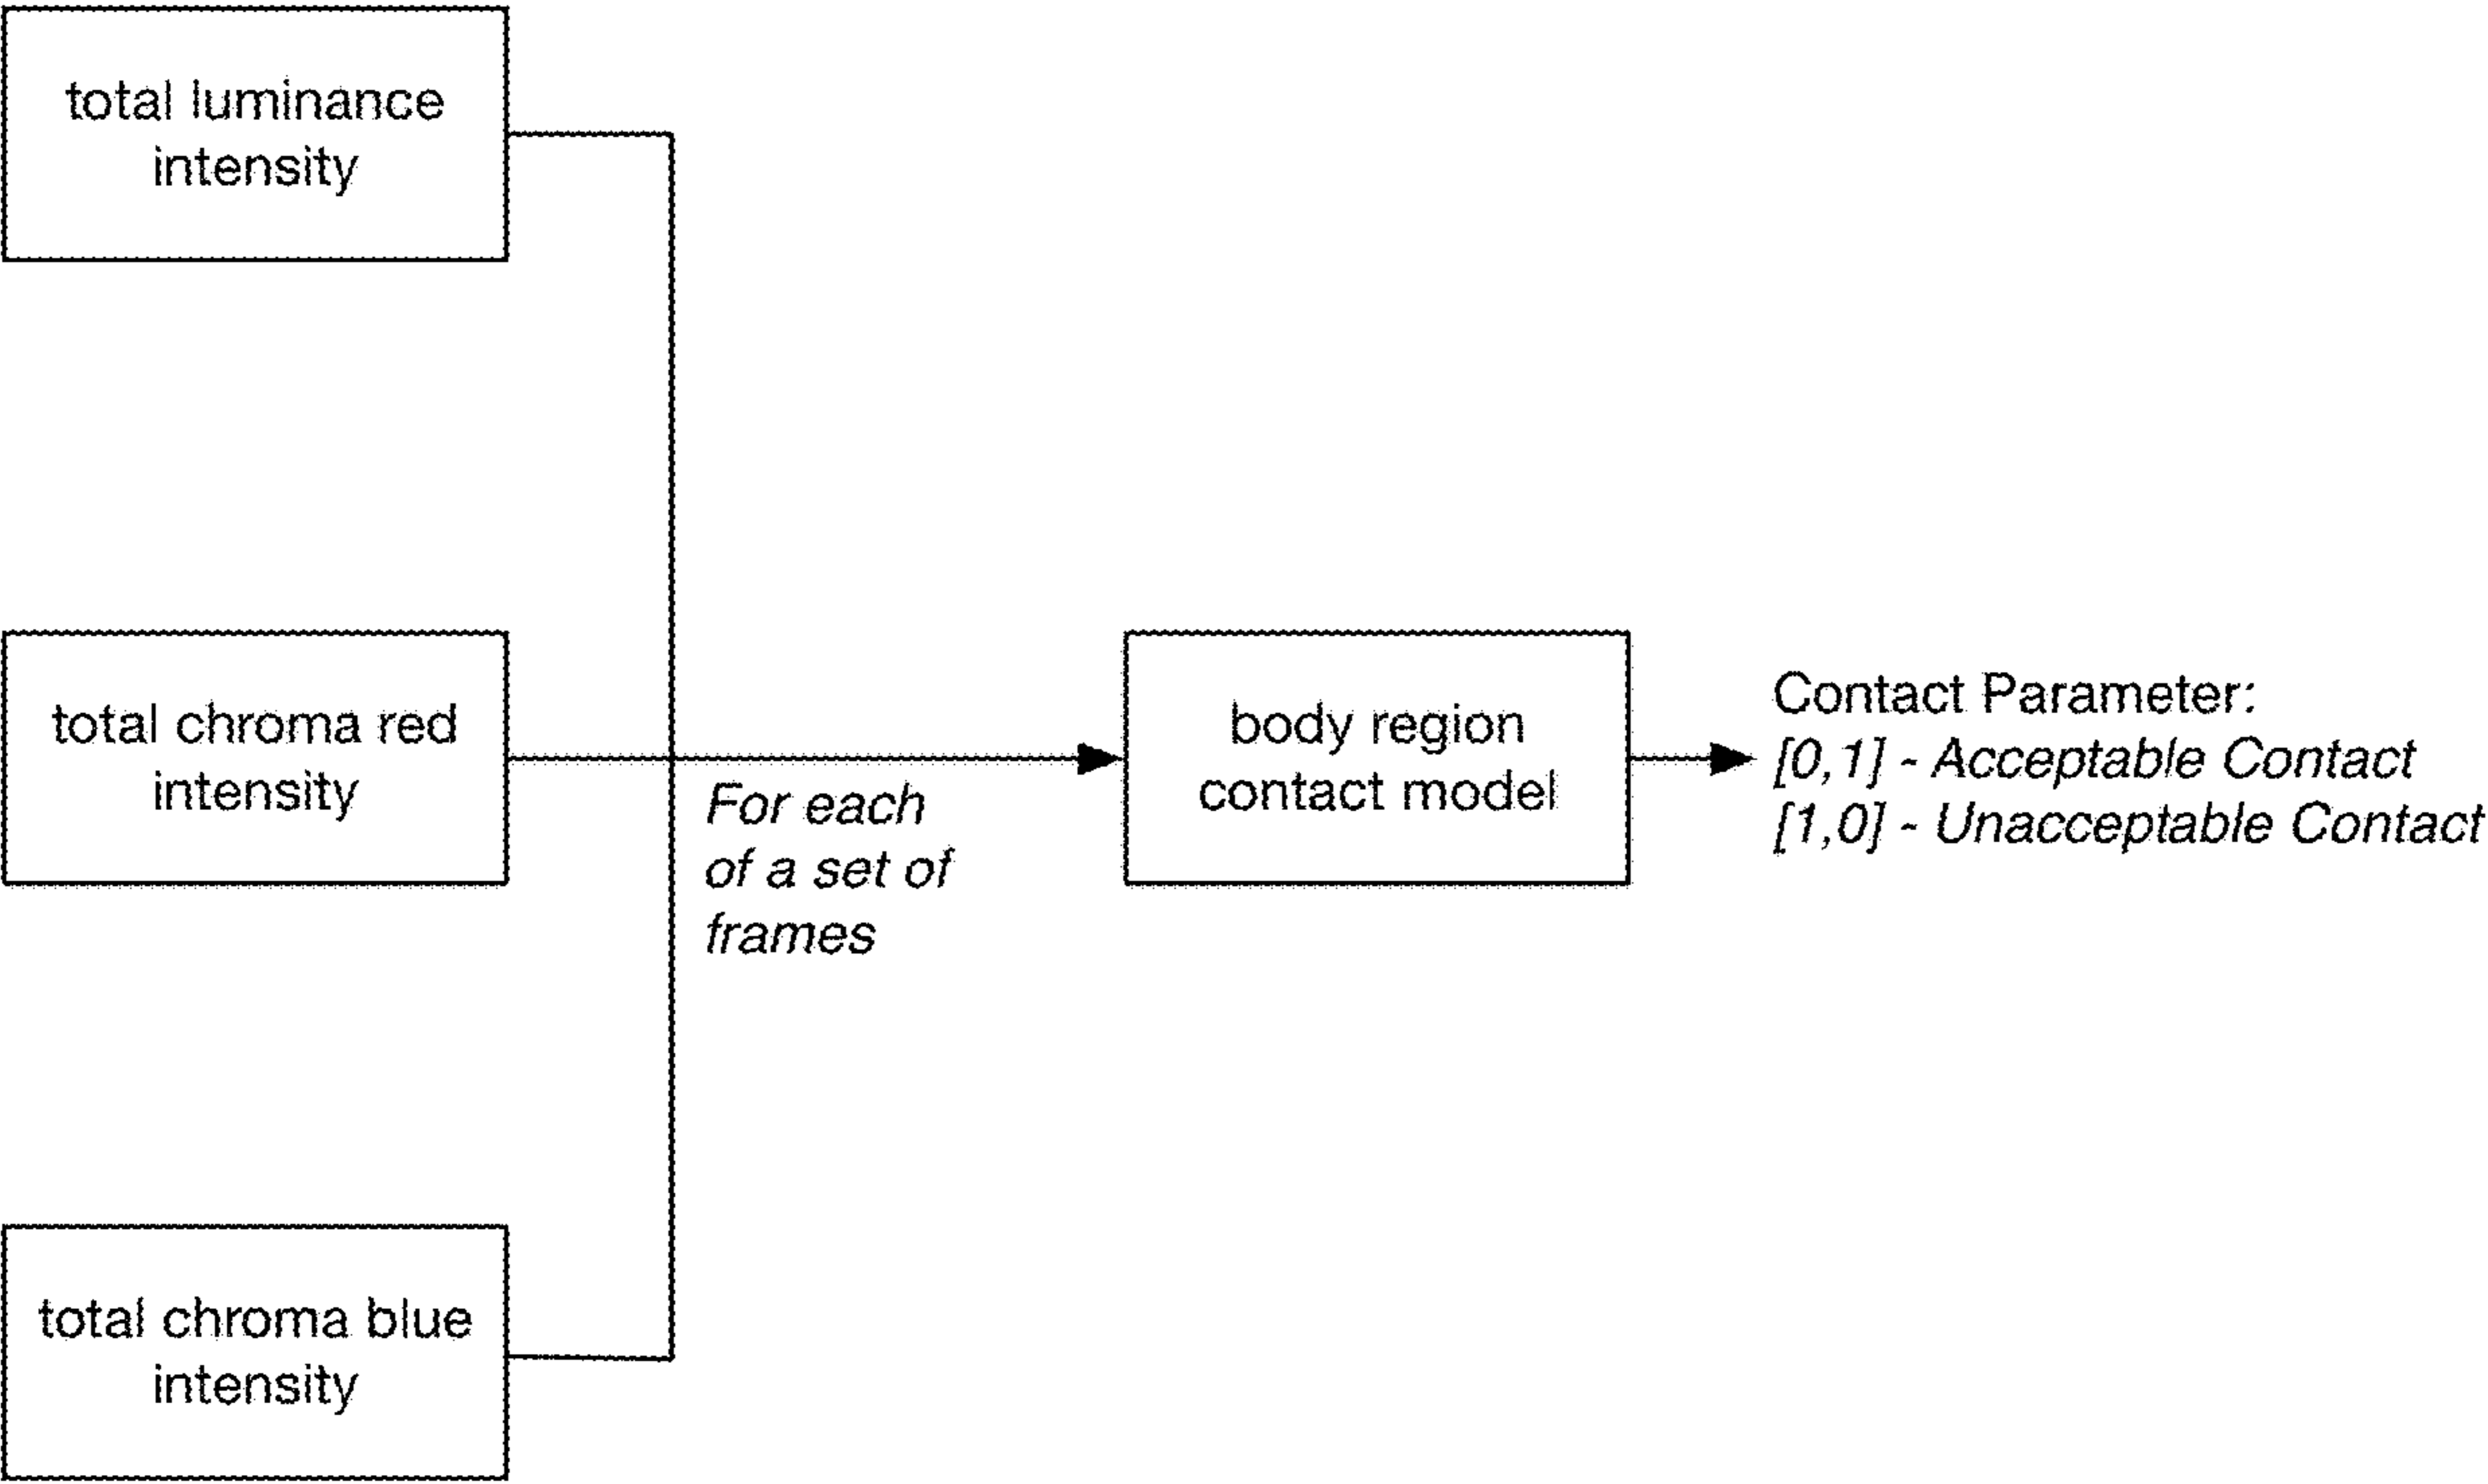 total luminance
intensity
total chroma red
intensity
total chroma blue
intensity
For each
of a set of
frames
body region
contact model
Contact Parameter:
[0,1] - Acceptable Contact
[1,0] - Unacceptable Contact